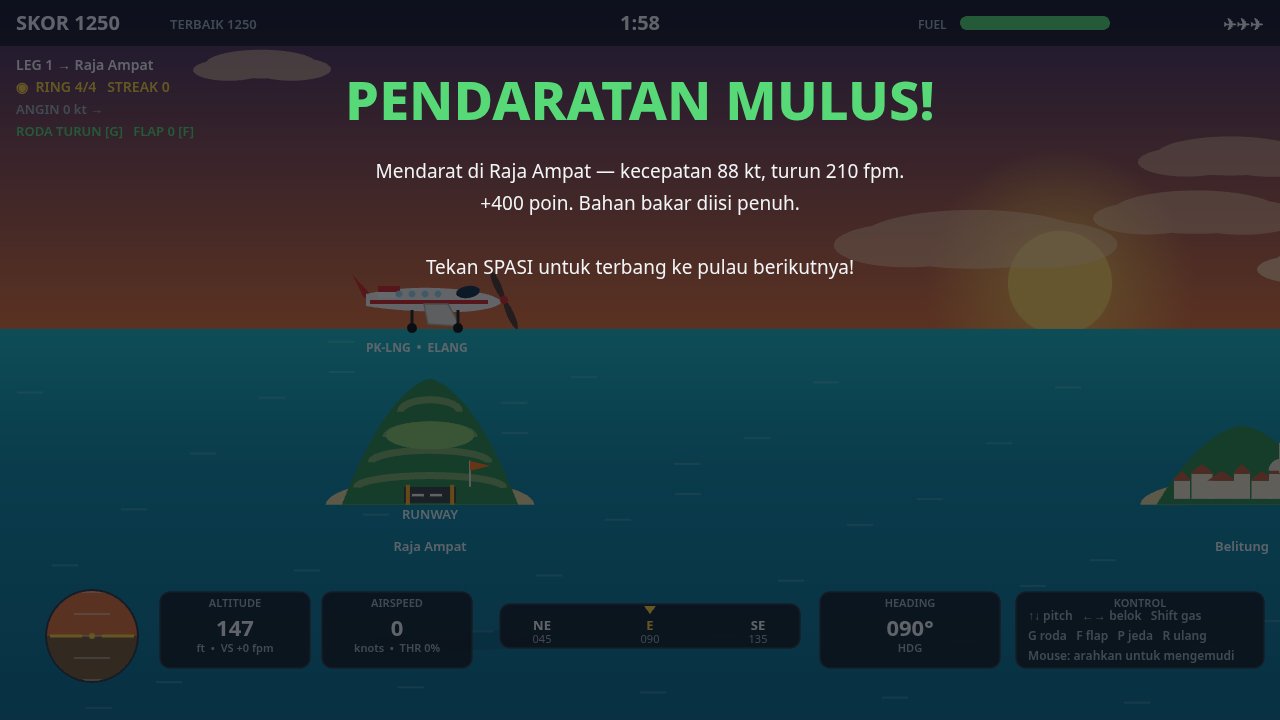 SKOR 1250
TERBAIK 1250
1:58
FUEL
✈✈✈
LEG 1 → Raja Ampat
◉ RING 4/4 STREAK 0
ANGIN 0 kt →
RODA TURUN [G] FLAP 0 [F]
PENDARATAN MULUS!
Mendarat di Raja Ampat — kecepatan 88 kt, turun 210 fpm.
+400 poin. Bahan bakar diisi penuh.
Tekan SPASI untuk terbang ke pulau berikutnya!
PK-LNG • ELANG
RUNWAY
Raja Ampat
Belitung
ALTITUDE
147
ft • VS +0 fpm
AIRSPEED
0
knots • THR 0%
NE E SE
045 090 135
HEADING
090°
HDG
KONTROL
↑↓ pitch ←→ belok Shift gas
G roda F flap P jeda R ulang
Mouse: arahkan untuk mengemudi